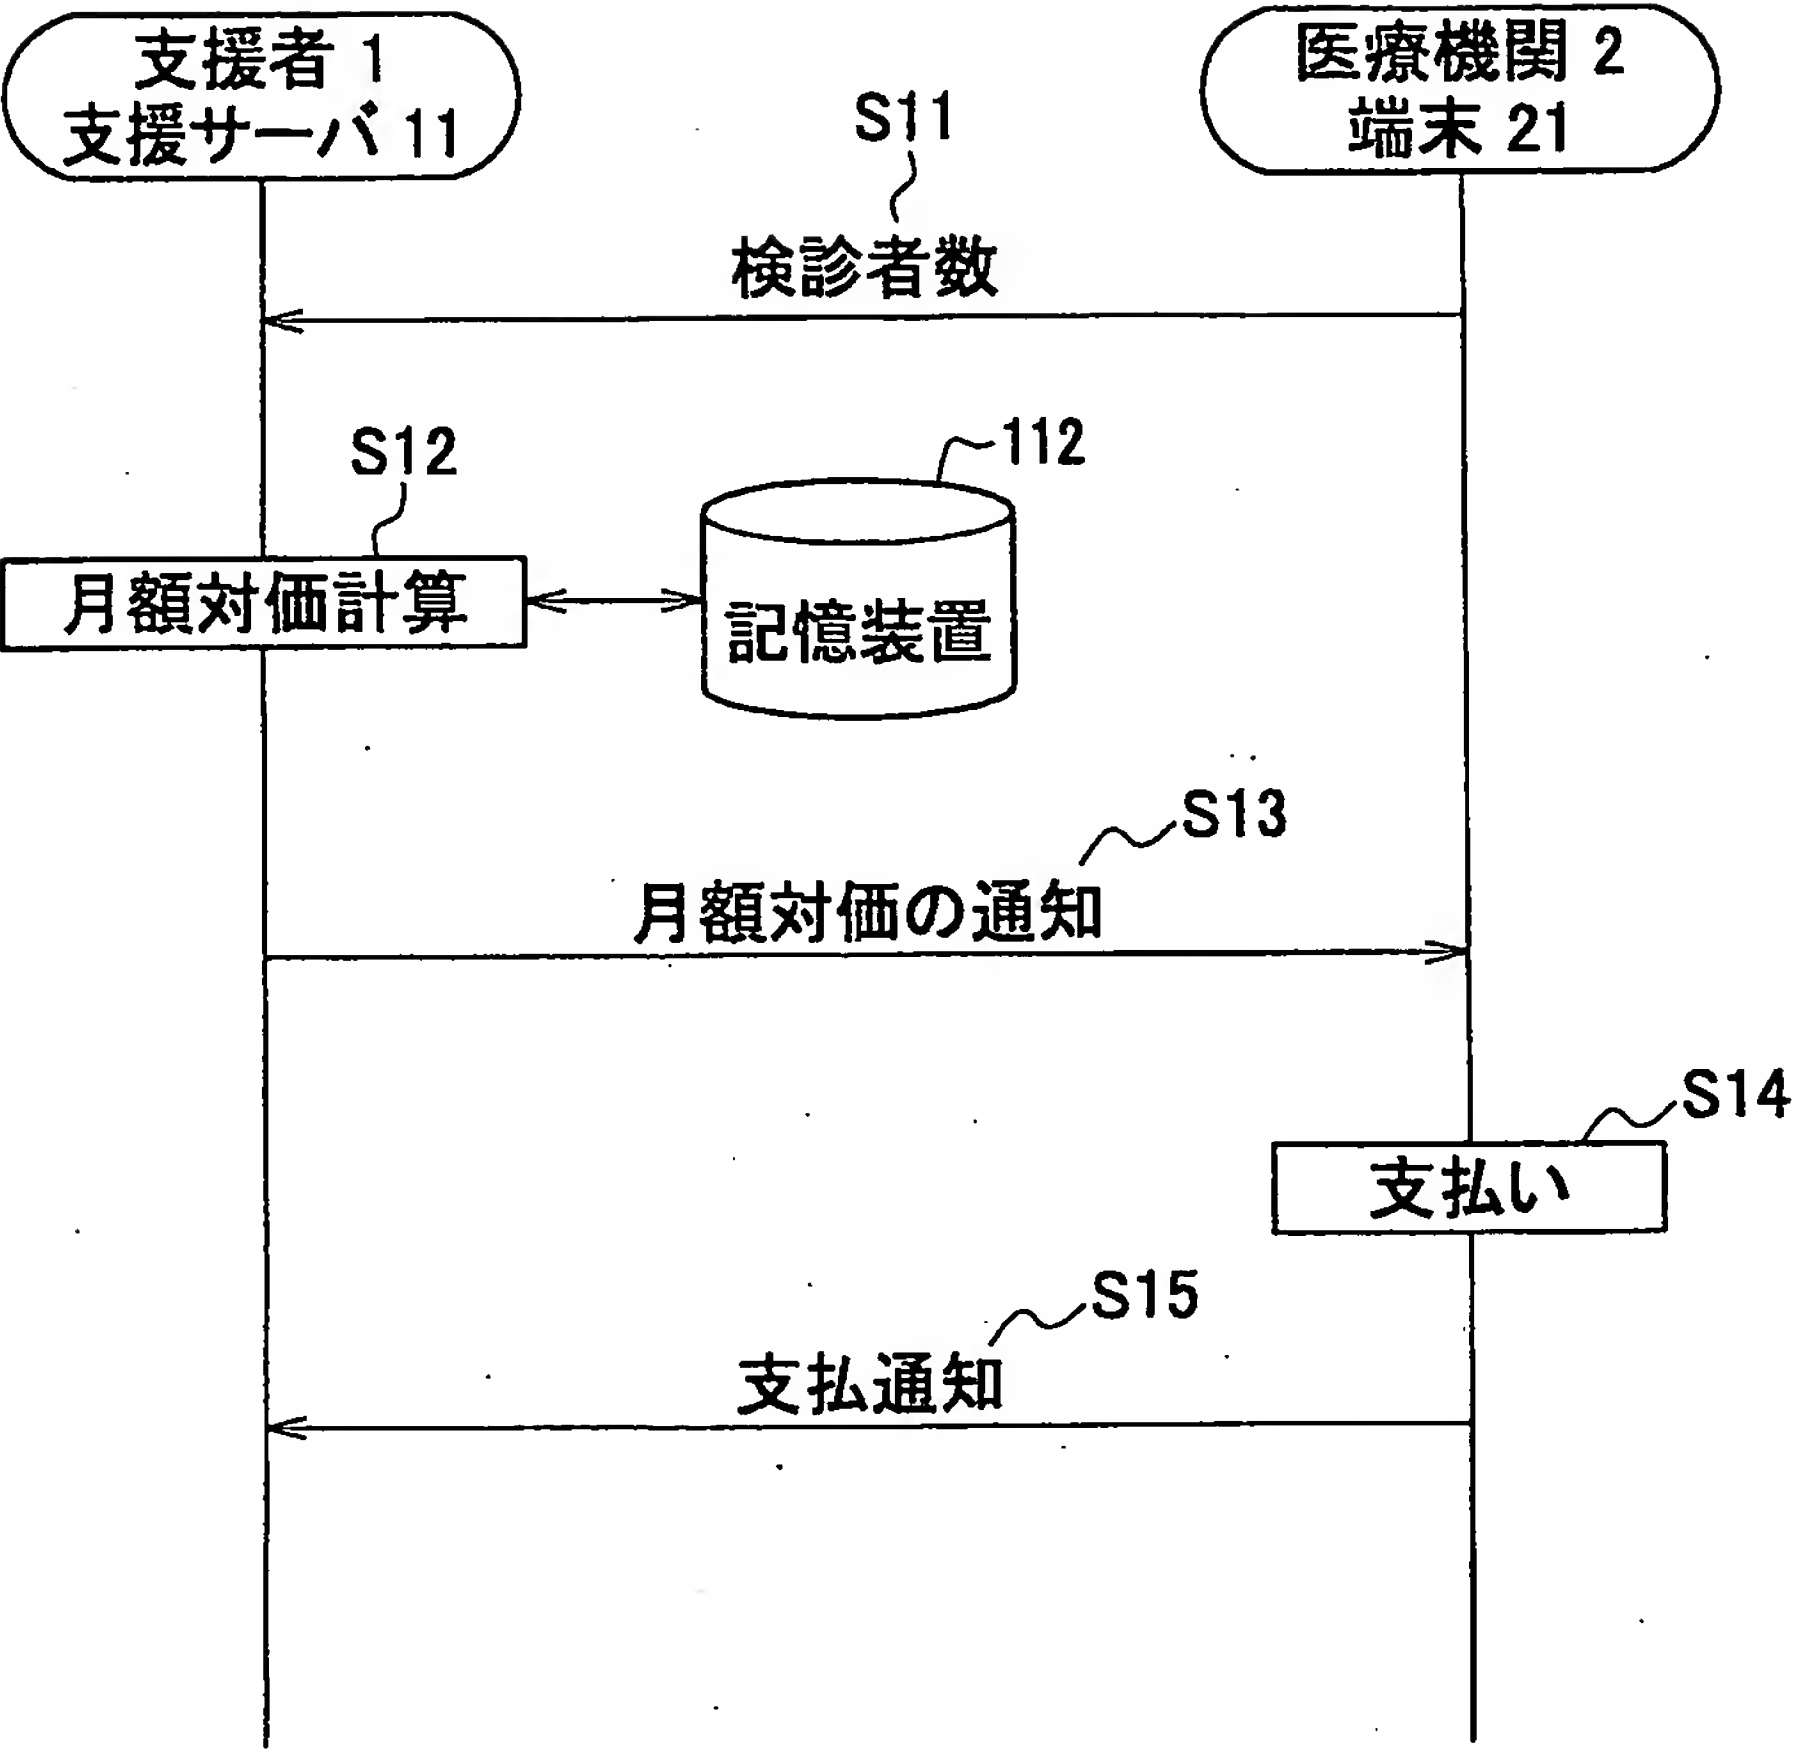 支援者 1
支援サーバ 11
医療機関 2
端末 21
S11
検診者数
S12
112
月額対価計算
記憶装置
S13
月額対価の通知
S14
支払い
S15
支払通知